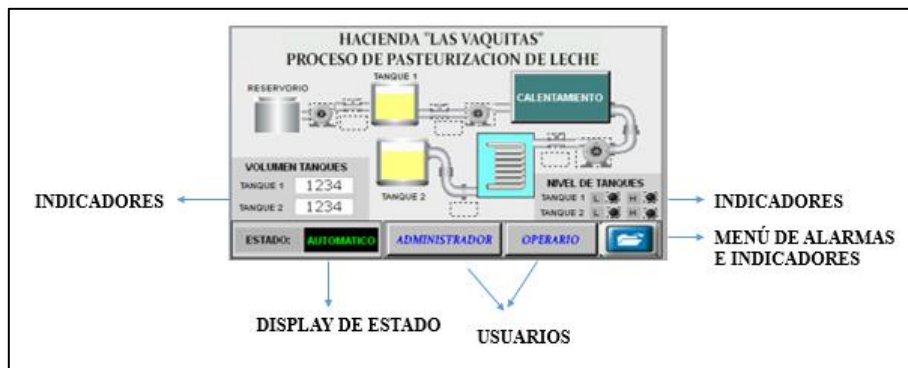 HACIENDA "LAS VAQUITAS"
PROCESO DE PASTEURIZACION DE LECHE
TANQUE 1
RESERVORIO
CALENTAMIENTO
VOLUMEN TANQUES
TANQUE 1 1234
TANQUE 2 1234
TANQUE 2
NIVEL DE TANQUES
TANQUE 1 L H
TANQUE 2 L H
INDICADORES
INDICADORES
ESTADO: AUTOMATICO ADMINISTRADOR OPERARIO
MENÚ DE ALARMAS
E INDICADORES
DISPLAY DE ESTADO
USUARIOS